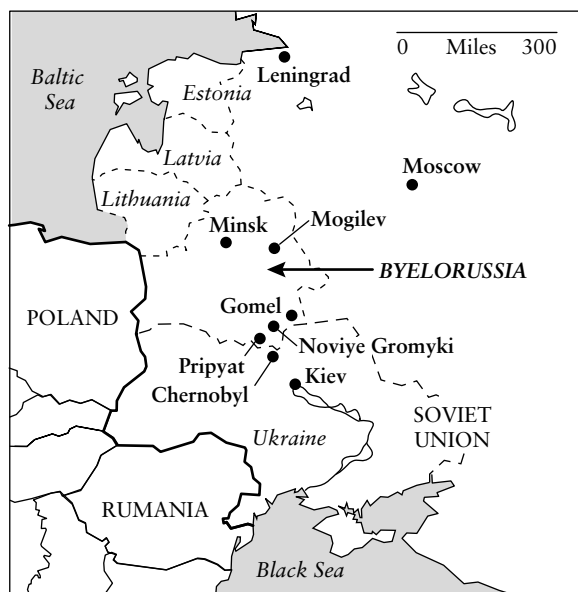 0 Miles 300
Baltic
Sea
Leningrad
Estonia
Latvia
Moscow
Lithuania
Minsk
Mogilev
BYELORUSSIA
Gomel
POLAND
Noviye Gromyki
Pripyat
Chernobyl
Kiev
SOVIET
UNION
Ukraine
RUMANIA
Black Sea